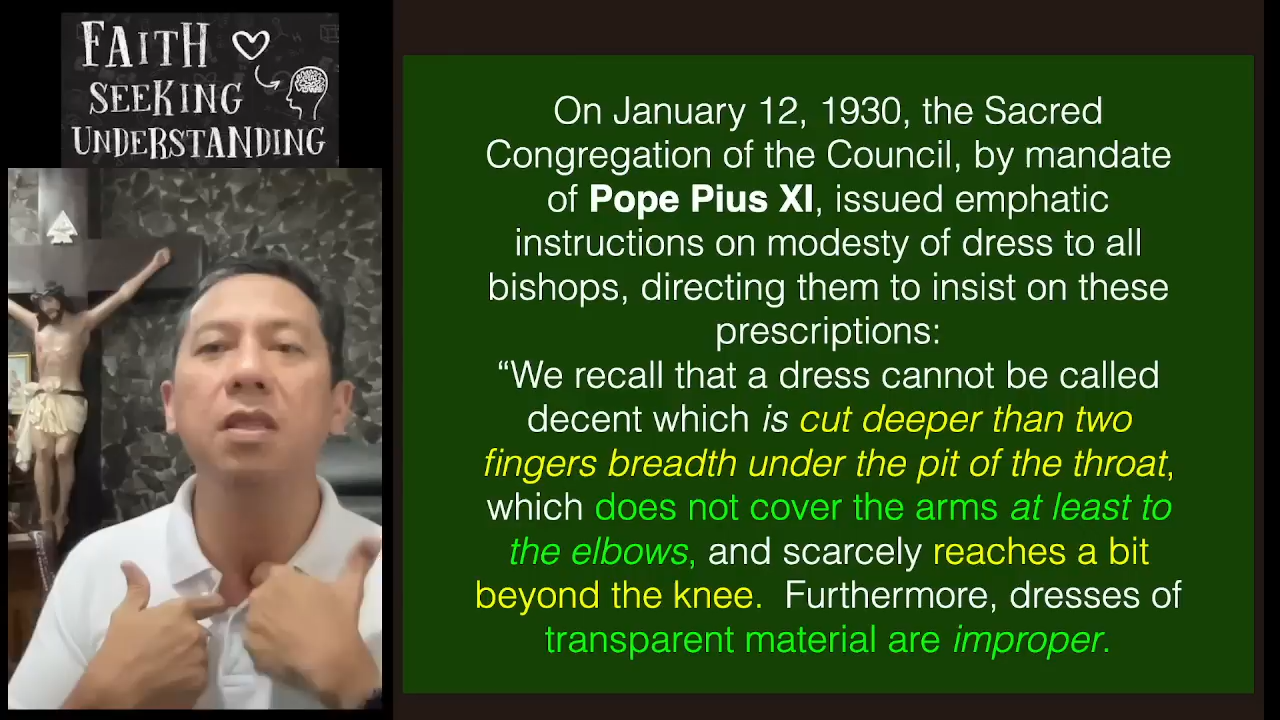 FAITH
SEEKING
UNDERSTANDING
On January 12, 1930, the Sacred
Congregation of the Council, by mandate
of Pope Pius XI, issued emphatic
instructions on modesty of dress to all
bishops, directing them to insist on these
prescriptions:
“We recall that a dress cannot be called
decent which is cut deeper than two
fingers breadth under the pit of the throat,
which does not cover the arms at least to
the elbows, and scarcely reaches a bit
beyond the knee.  Furthermore, dresses of
transparent material are improper.